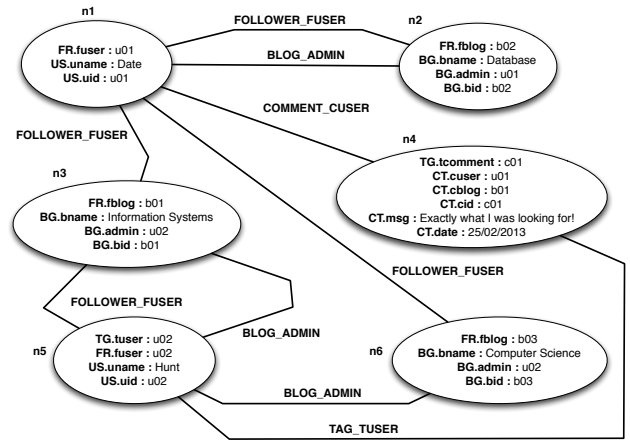 n1
FOLLOWER_FUSER
n2
FR.fuser : u01
US.uname : Date
US.uid : u01
BLOG_ADMIN
FR.fblog : b02
BG.bname : Database
BG.admin : u01
BG.bid : b02
COMMENT_CUSER
FOLLOWER_FUSER
n4
TG.tcomment : c01
CT.cuser : u01
CT.cblog : b01
CT.cid : c01
CT.msg : Exactly what I was looking for!
CT.date : 25/02/2013
n3
FR.fblog : b01
BG.bname : Information Systems
BG.admin : u02
BG.bid : b01
FOLLOWER_FUSER
FOLLOWER_FUSER
BLOG_ADMIN
n5
TG.tuser : u02
FR.fuser : u02
US.uname : Hunt
US.uid : u02
n6
FR.fblog : b03
BG.bname : Computer Science
BG.admin : u02
BG.bid : b03
BLOG_ADMIN
TAG_TUSER